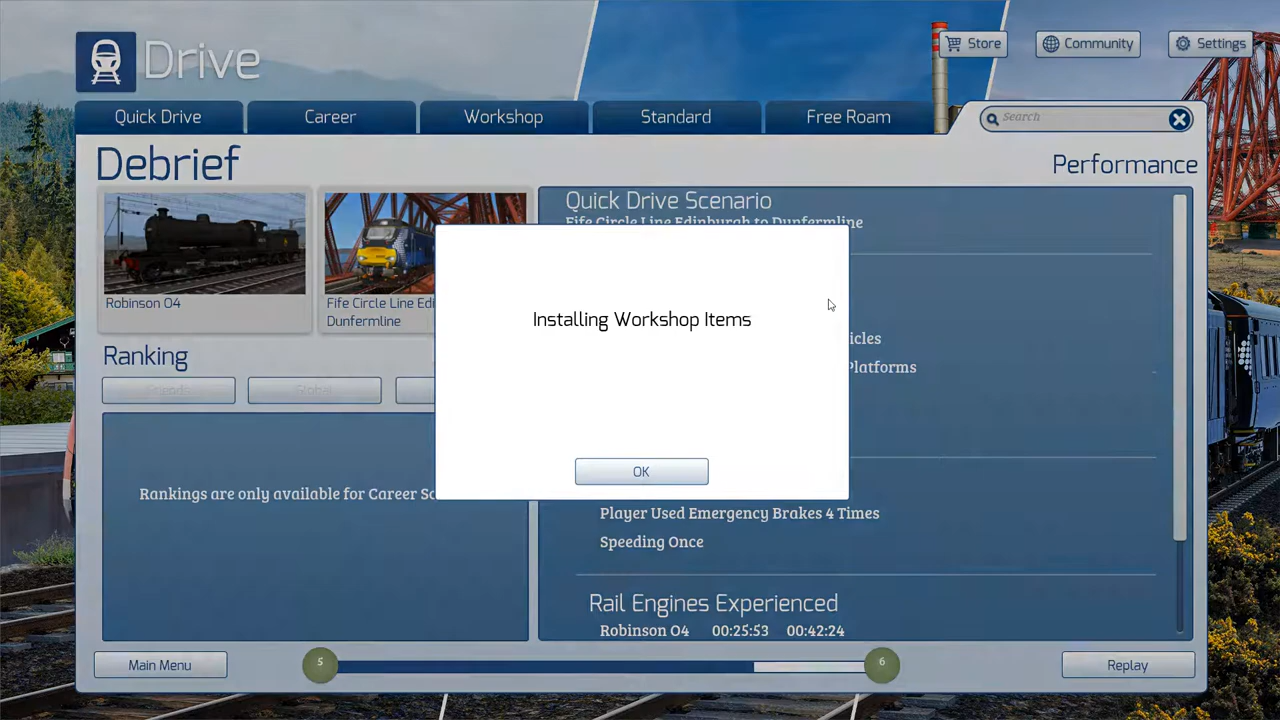 Drive
Store
Community
Settings
Quick Drive
Career
Workshop
Standard
Free Roam
Search
Debrief
Performance
Robinson O4
Fife Circle Line Edi
Dunfermline
Quick Drive Scenario
Fife Circle Line Edinburgh to Dunfermline
Installing Workshop Items
OK
icles
Platforms
Ranking
Friends
Global
Rankings are only available for Career Sc
Player Used Emergency Brakes 4 Times
Speeding Once
Rail Engines Experienced
Robinson O4 00:25:53 00:42:24
Main Menu
5
6
Replay